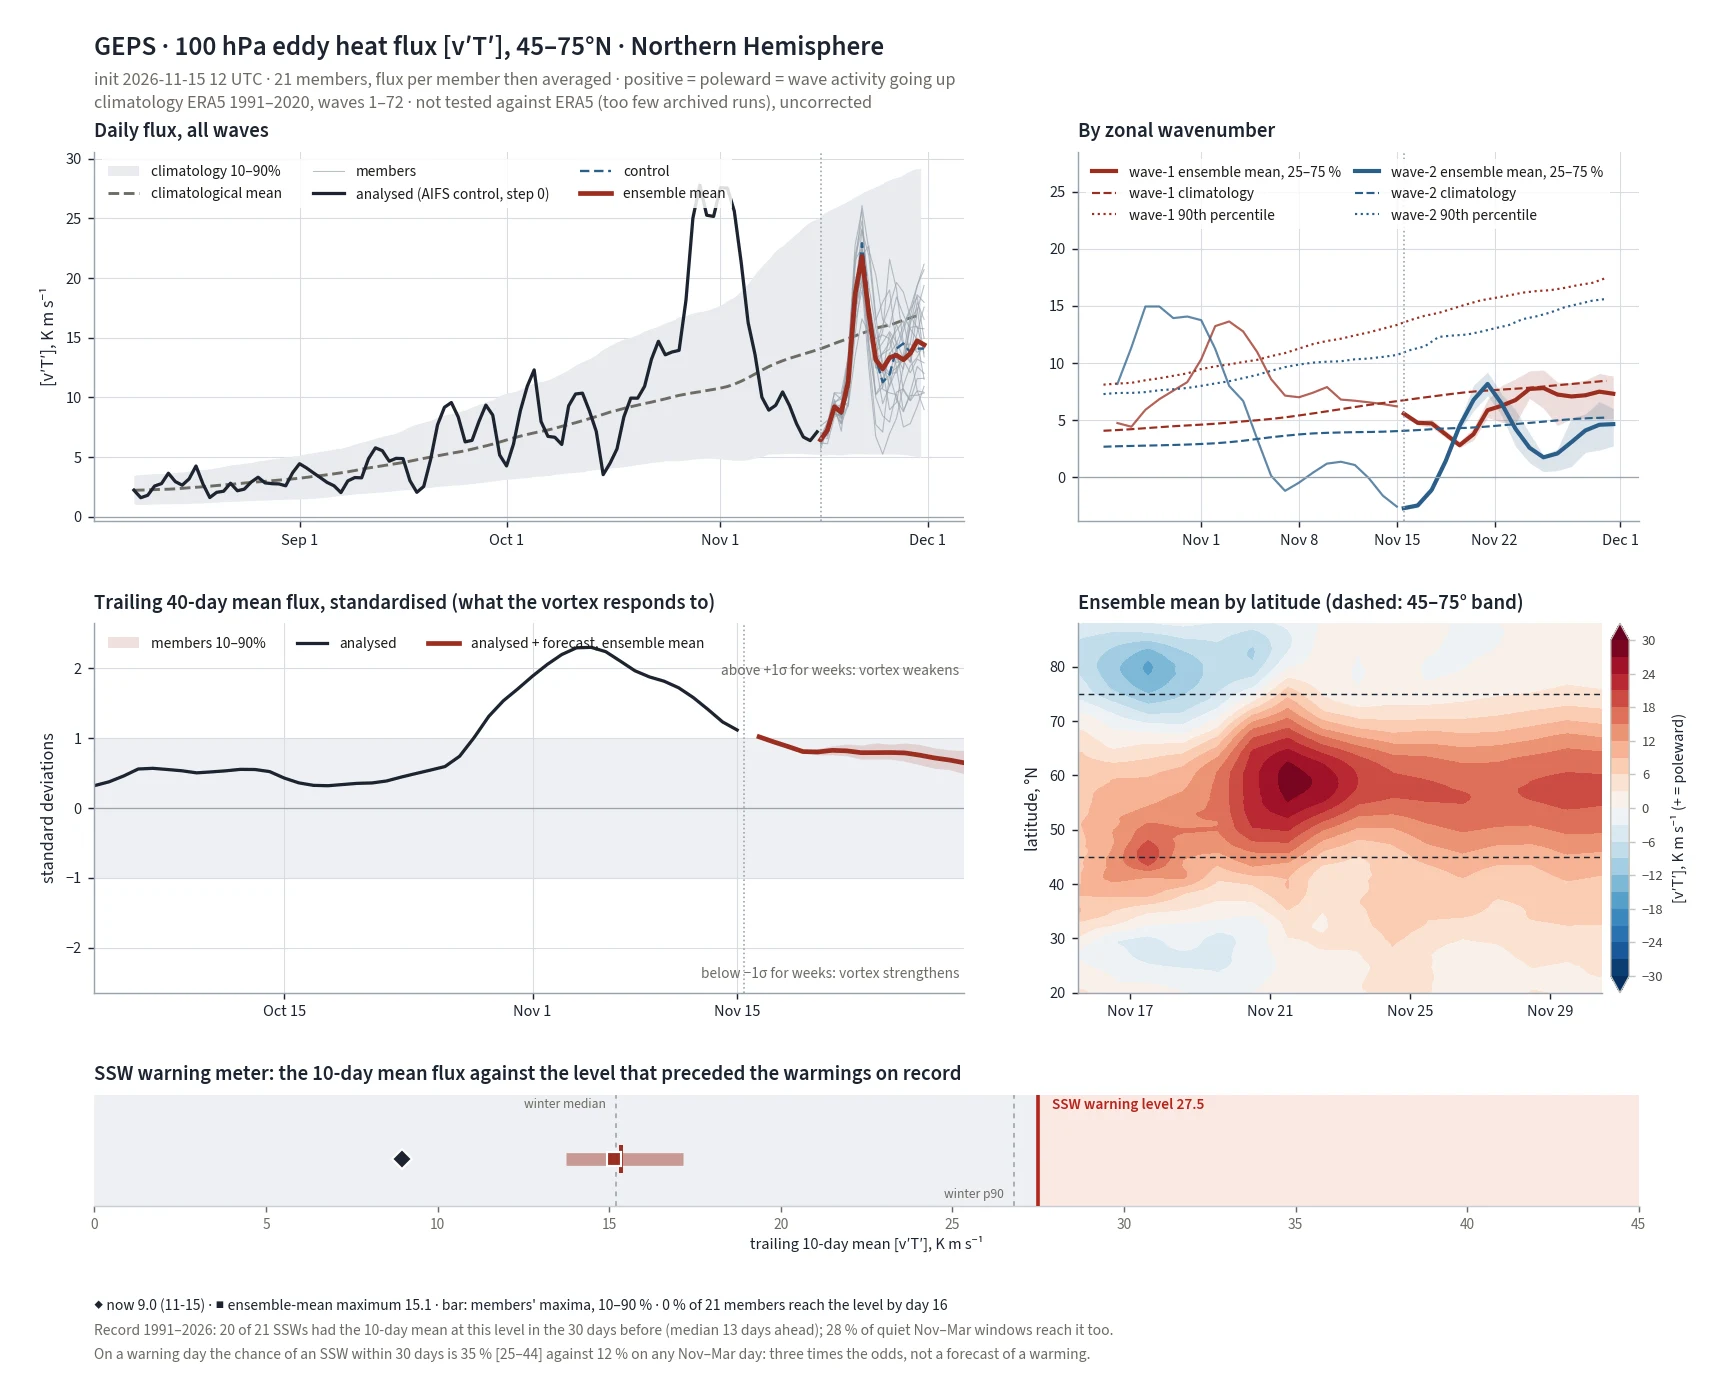 GEPS · 100 hPa eddy heat flux [v′T′], 45–75°N · Northern Hemisphere
init 2026-11-15 12 UTC · 21 members, flux per member then averaged · positive = poleward = wave activity going up
climatology ERA5 1991–2020, waves 1–72 · not tested against ERA5 (too few archived runs), uncorrected
Daily flux, all waves
climatology 10–90%
members
control
climatological mean
analysed (AIFS control, step 0)
ensemble mean
[v′T′], K m s⁻¹
30
25
20
15
10
5
0
Sep 1
Oct 1
Nov 1
Dec 1
By zonal wavenumber
wave-1 ensemble mean, 25–75 %
wave-2 ensemble mean, 25–75 %
wave-1 climatology
wave-2 climatology
wave-1 90th percentile
wave-2 90th percentile
25
20
15
10
5
0
Nov 1
Nov 8
Nov 15
Nov 22
Dec 1
Trailing 40-day mean flux, standardised (what the vortex responds to)
members 10–90%
analysed
analysed + forecast, ensemble mean
above +1σ for weeks: vortex weakens
below −1σ for weeks: vortex strengthens
standard deviations
2
1
0
−1
−2
Oct 15
Nov 1
Nov 15
Ensemble mean by latitude (dashed: 45–75° band)
latitude, °N
80
70
60
50
40
30
20
Nov 17
Nov 21
Nov 25
Nov 29
30
24
18
12
6
0
−6
−12
−18
−24
−30
[v′T′], K m s⁻¹ (+ = poleward)
SSW warning meter: the 10-day mean flux against the level that preceded the warmings on record
winter median
SSW warning level 27.5
winter p90
0
5
10
15
20
25
30
35
40
45
trailing 10-day mean [v′T′], K m s⁻¹
◆ now 9.0 (11-15) · ■ ensemble-mean maximum 15.1 · bar: members' maxima, 10–90 % · 0 % of 21 members reach the level by day 16
Record 1991–2026: 20 of 21 SSWs had the 10-day mean at this level in the 30 days before (median 13 days ahead); 28 % of quiet Nov–Mar windows reach it too.
On a warning day the chance of an SSW within 30 days is 35 % [25–44] against 12 % on any Nov–Mar day: three times the odds, not a forecast of a warming.